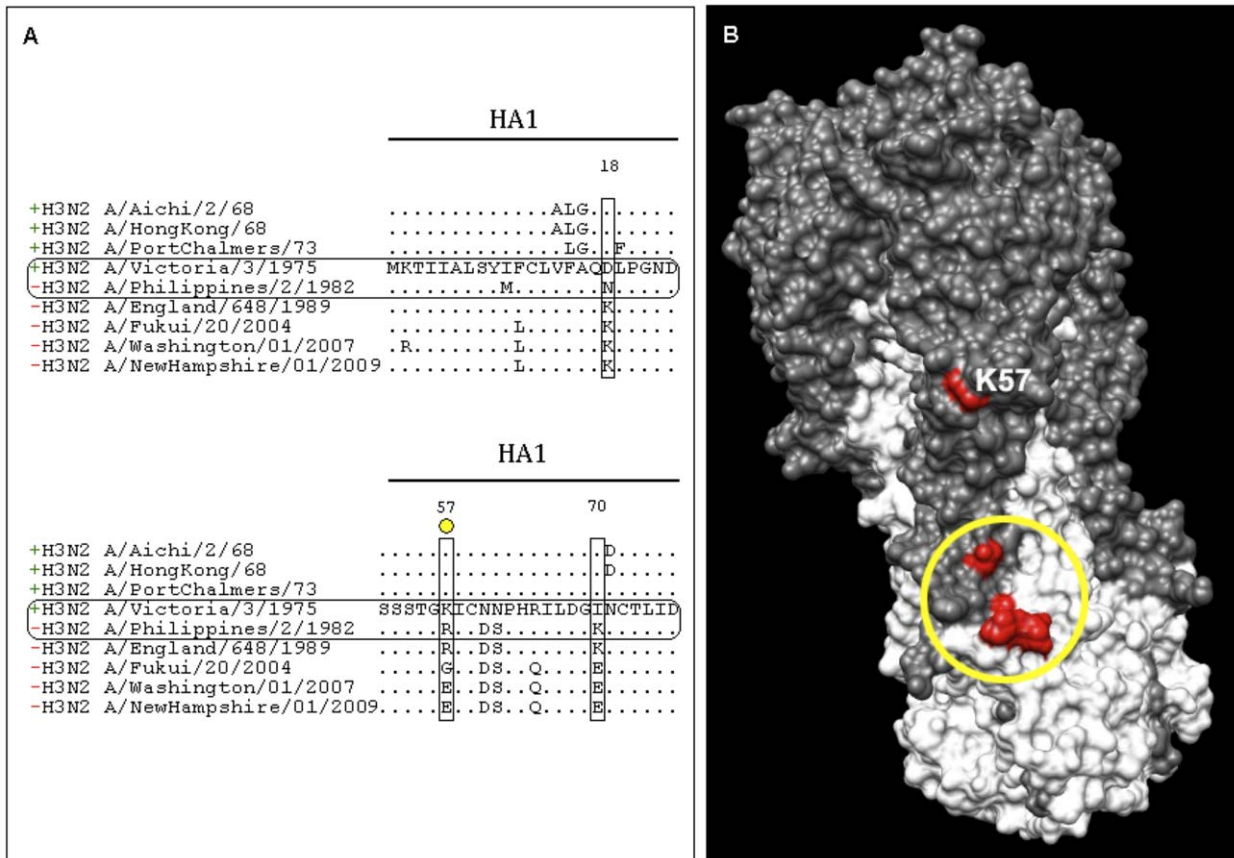 A
HA1
18
+H3N2 A/Aichi/2/68 .............ALG.......
+H3N2 A/HongKong/68 .............ALG.......
+H3N2 A/PortChalmers/73 ..............LG..F....
+H3N2 A/Victoria/3/1975 MKTIIALSYIFCLVFAQDLPGND
-H3N2 A/Philippines/2/1982 .........M.......N.....
-H3N2 A/England/648/1989 .................K.....
-H3N2 A/Fukui/20/2004 ..........L......K.....
-H3N2 A/Washington/01/2007 .R........L......K.....
-H3N2 A/NewHampshire/01/2009 ..........L......K.....
HA1
57 70
+H3N2 A/Aichi/2/68 ..................D.....
+H3N2 A/HongKong/68 ..................D.....
+H3N2 A/PortChalmers/73 ........................
+H3N2 A/Victoria/3/1975 SSSTGKICNNPHRILDGINCTLID
-H3N2 A/Philippines/2/1982 .....R..DS.......K......
-H3N2 A/England/648/1989 .....R..DS.......K......
-H3N2 A/Fukui/20/2004 .....G..DS..Q....E......
-H3N2 A/Washington/01/2007 .....E..DS..Q....E......
-H3N2 A/NewHampshire/01/2009 .....E..DS..Q....E......
B
K57